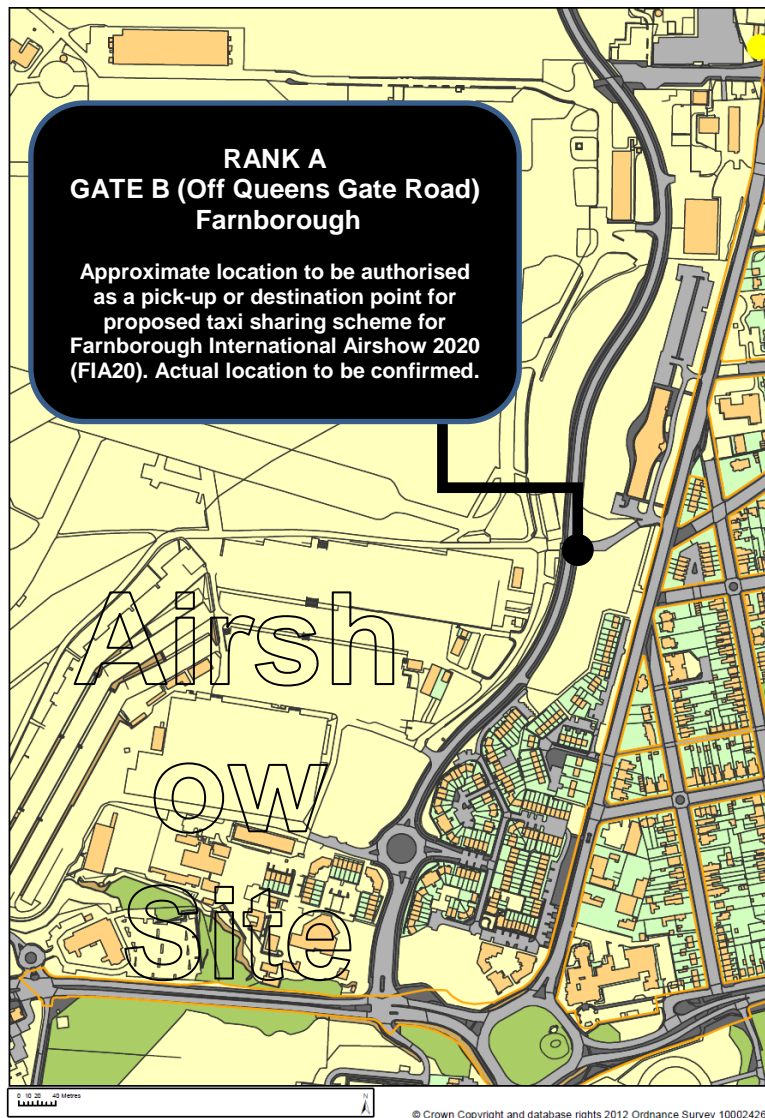 RANK A
GATE B (Off Queens Gate Road)
Farnborough
Approximate location to be authorised
as a pick-up or destination point for
proposed taxi sharing scheme for
Farnborough International Airshow 2020
(FIA20). Actual location to be confirmed.
Airsh
ow
Site
0 10 20 40 Metres
N
© Crown Copyright and database rights 2012 Ordnance Survey 10002426